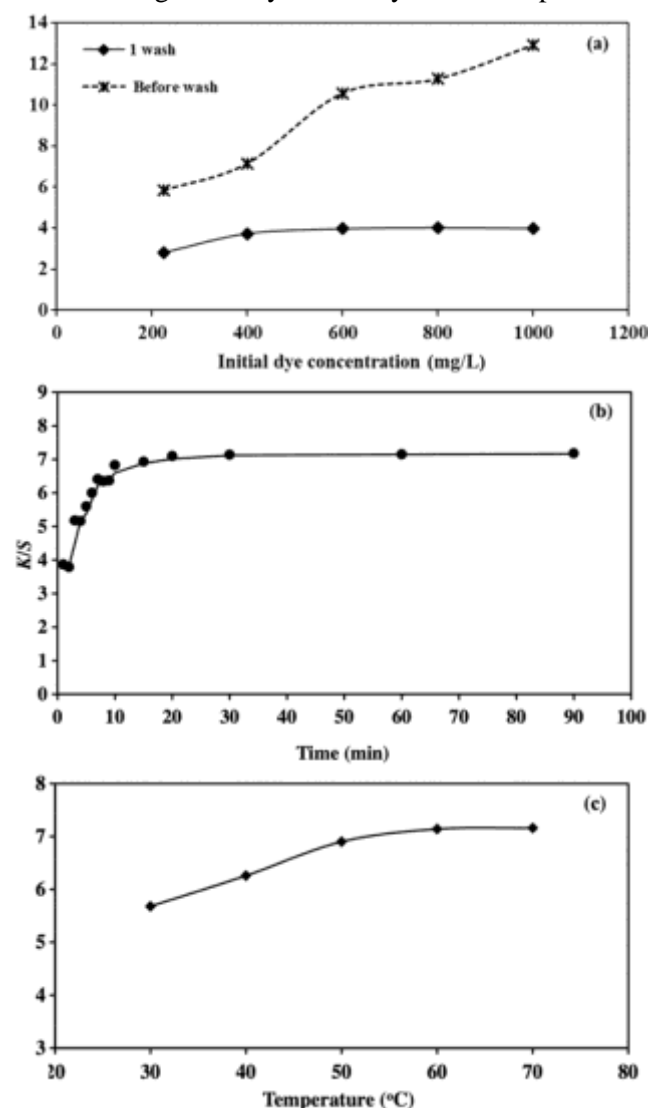 14
(a)
1 wash
12
Before wash
10
8
6
4
2
0
0 200 400 600 800 1000 1200
Initial dye concentration (mg/L)
9
(b)
8
7
6
5
K/S
4
3
2
1
0
0 10 20 30 40 50 60 70 80 90 100
Time (min)
8
(c)
7
6
5
4
3
20 30 40 50 60 70 80
Temperature (°C)